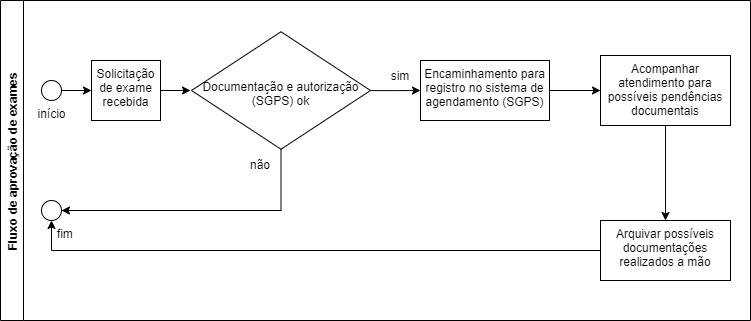 Fluxo de aprovação de exames
início
Solicitação
de exame
recebida
Documentação e autorização
(SGPS) ok
sim
não
Encaminhamento para
registro no sistema de
agendamento (SGPS)
Acompanhar
atendimento para
possíveis pendências
documentais
Arquivar possíveis
documentações
realizados a mão
fim